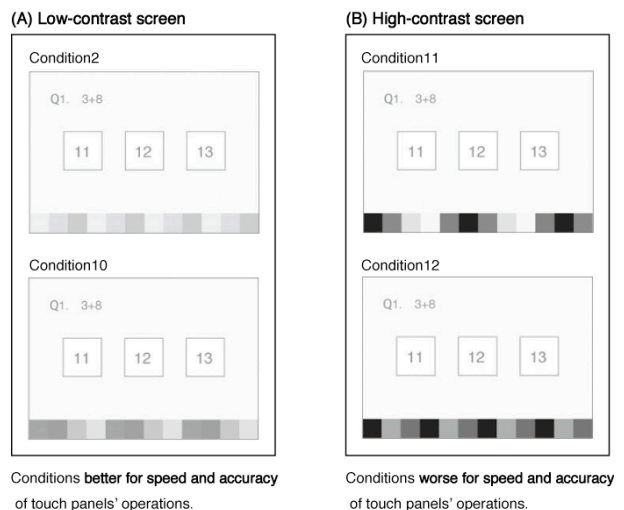 (A) Low-contrast screen
Condition2
Q1. 3+8
11 12 13
Condition10
Q1. 3+8
11 12 13
Conditions better for speed and accuracy
of touch panels' operations.
(B) High-contrast screen
Condition11
Q1. 3+8
11 12 13
Condition12
Q1. 3+8
11 12 13
Conditions worse for speed and accuracy
of touch panels' operations.